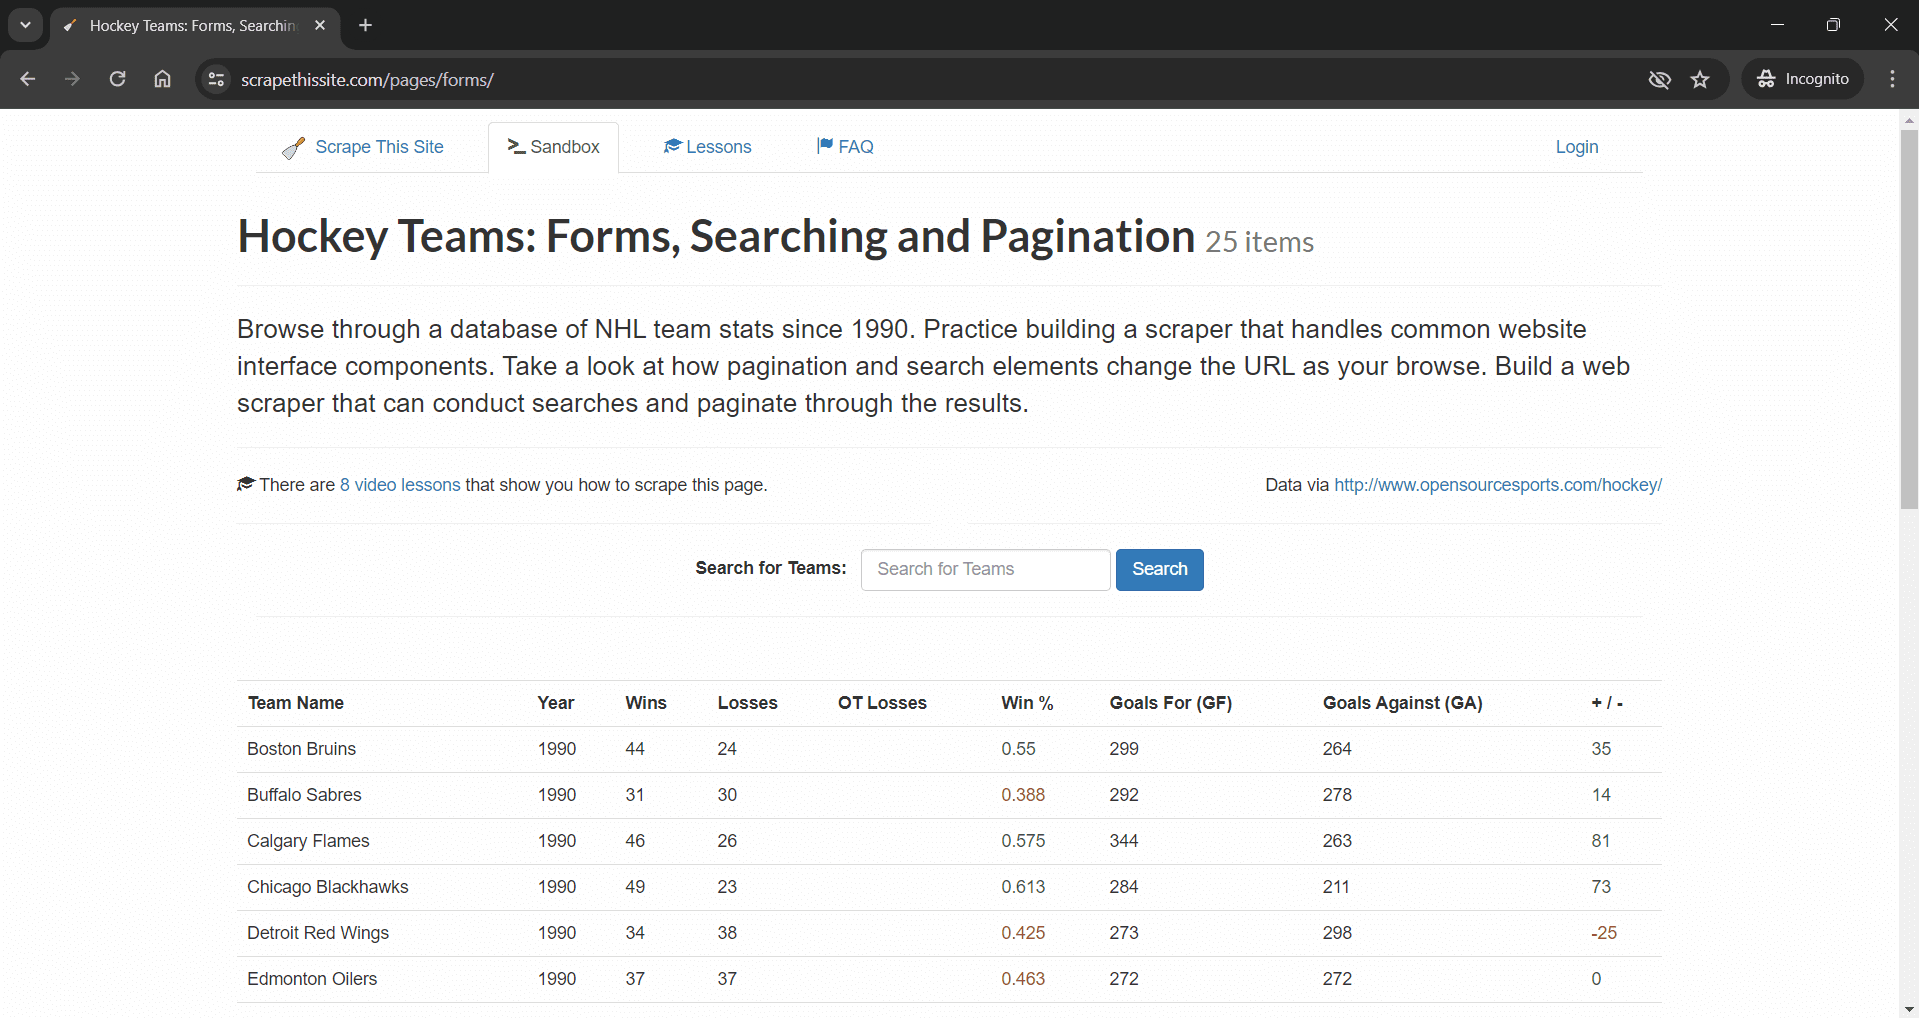 Hockey Teams: Forms, Searchin
scrapethissite.com/pages/forms/
Incognito
Scrape This Site
Sandbox
Lessons
FAQ
Login
Hockey Teams: Forms, Searching and Pagination 25 items
Browse through a database of NHL team stats since 1990. Practice building a scraper that handles common website
interface components. Take a look at how pagination and search elements change the URL as your browse. Build a web
scraper that can conduct searches and paginate through the results.
There are 8 video lessons that show you how to scrape this page.
Data via http://www.opensourcesports.com/hockey/
Search for Teams: Search for Teams Search
Team Name Year Wins Losses OT Losses Win % Goals For (GF) Goals Against (GA) + / -
Boston Bruins 1990 44 24 0.55 299 264 35
Buffalo Sabres 1990 31 30 0.388 292 278 14
Calgary Flames 1990 46 26 0.575 344 263 81
Chicago Blackhawks 1990 49 23 0.613 284 211 73
Detroit Red Wings 1990 34 38 0.425 273 298 -25
Edmonton Oilers 1990 37 37 0.463 272 272 0